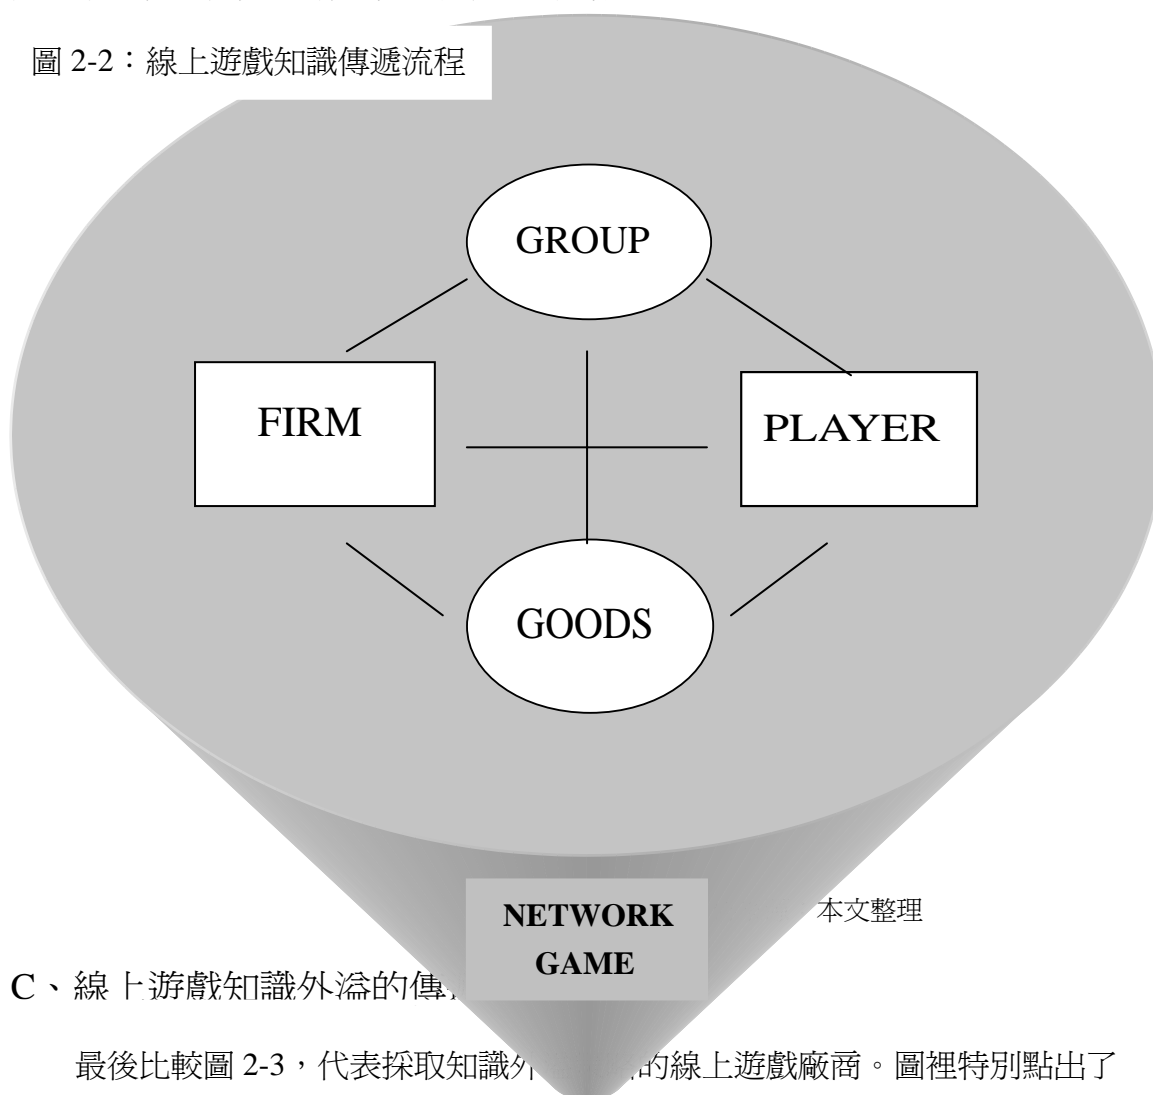 圖 2-2：線上遊戲知識傳遞流程
GROUP
FIRM
PLAYER
GOODS
NETWORK
GAME
本文整理
C、線上遊戲知識外溢的傳
最後比較圖 2-3，代表採取知識外 的線上遊戲廠商。圖裡特別點出了